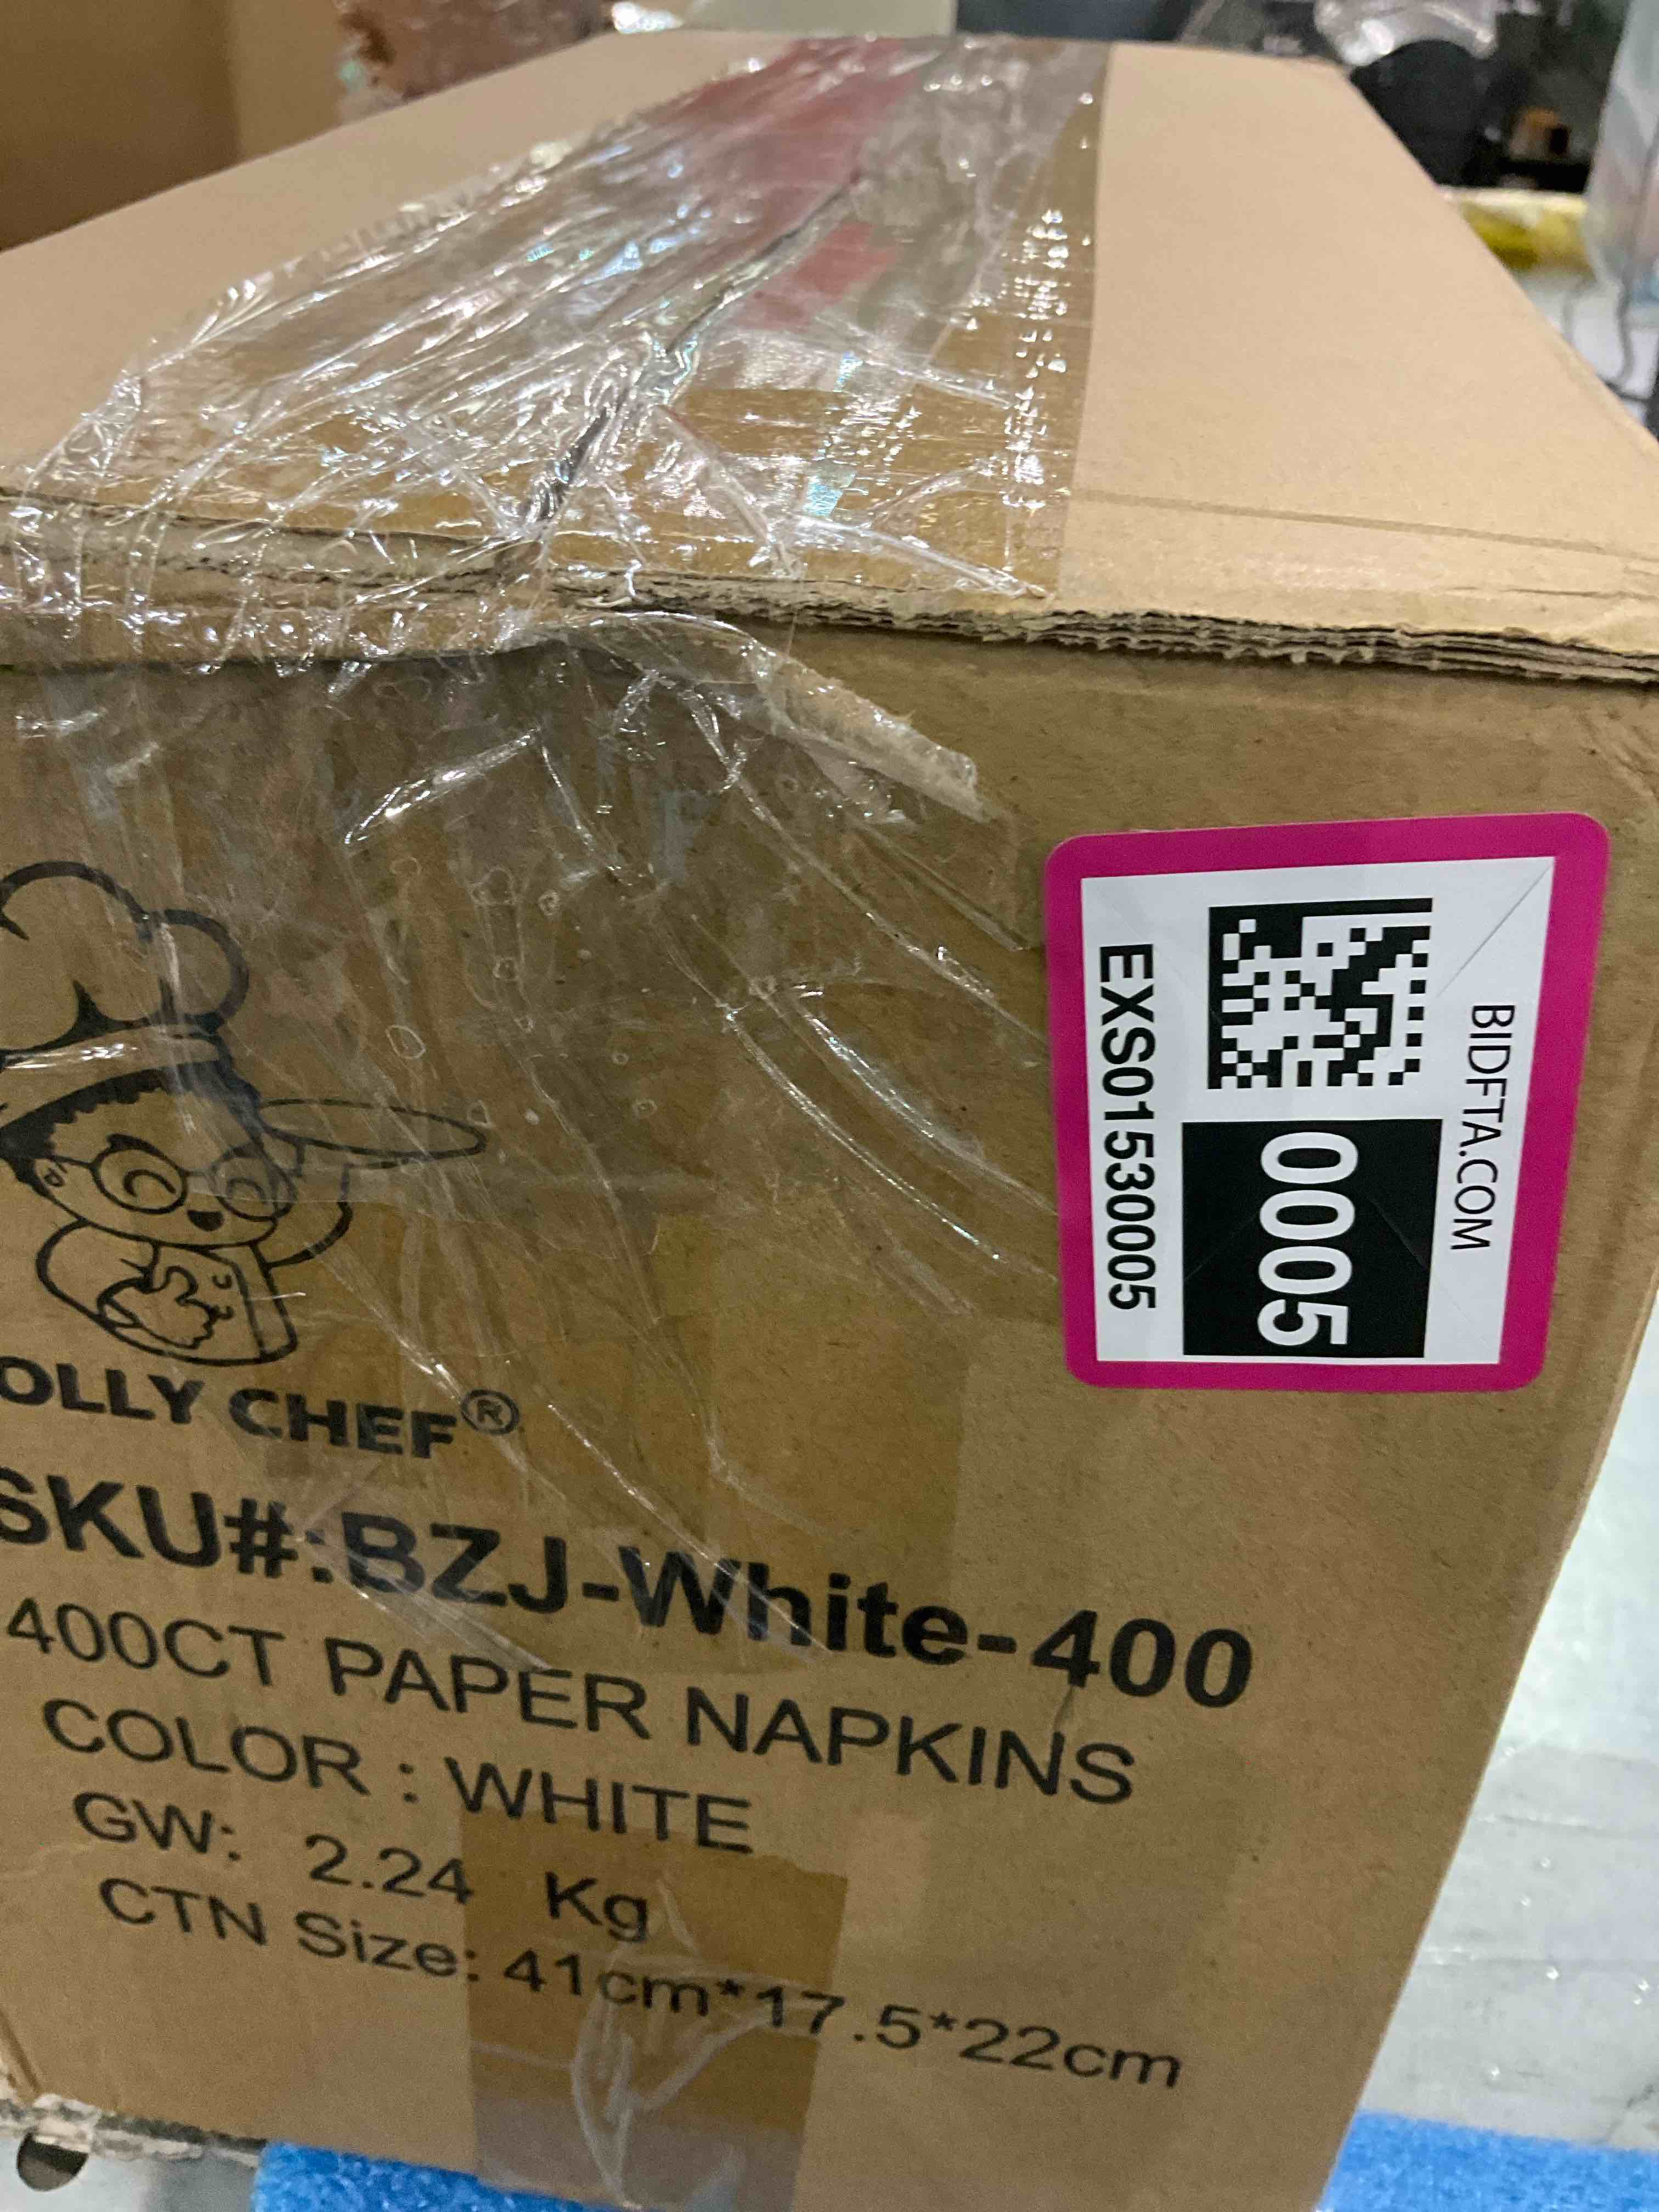 BIDFTA.COM
0005
EXS01530005
OLLY CHEF®
SKU#:BZJ-White-400
400CT PAPER NAPKINS
COLOR : WHITE
GW: 2.24 Kg
CTN Size: 41cm*17.5*22cm